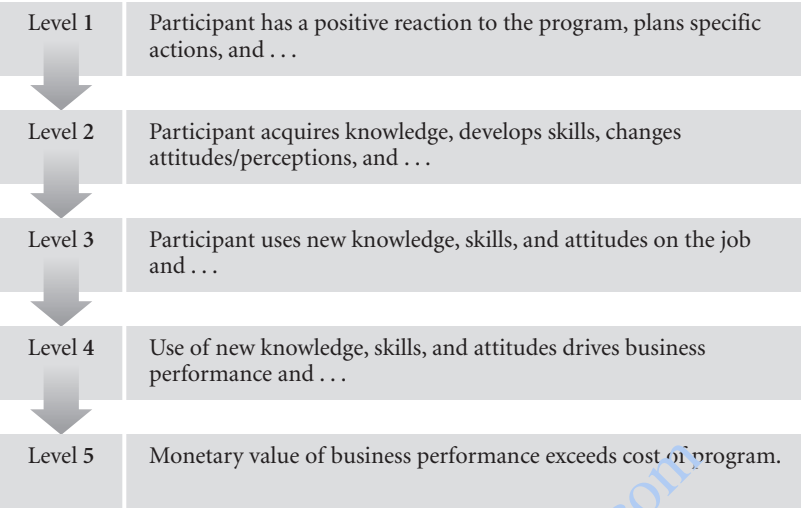 Level 1
Participant has a positive reaction to the program, plans specific
actions, and . . .
Level 2
Participant acquires knowledge, develops skills, changes
attitudes/perceptions, and . . .
Level 3
Participant uses new knowledge, skills, and attitudes on the job
and . . .
Level 4
Use of new knowledge, skills, and attitudes drives business
performance and . . .
Level 5
Monetary value of business performance exceeds cost of program.
.com